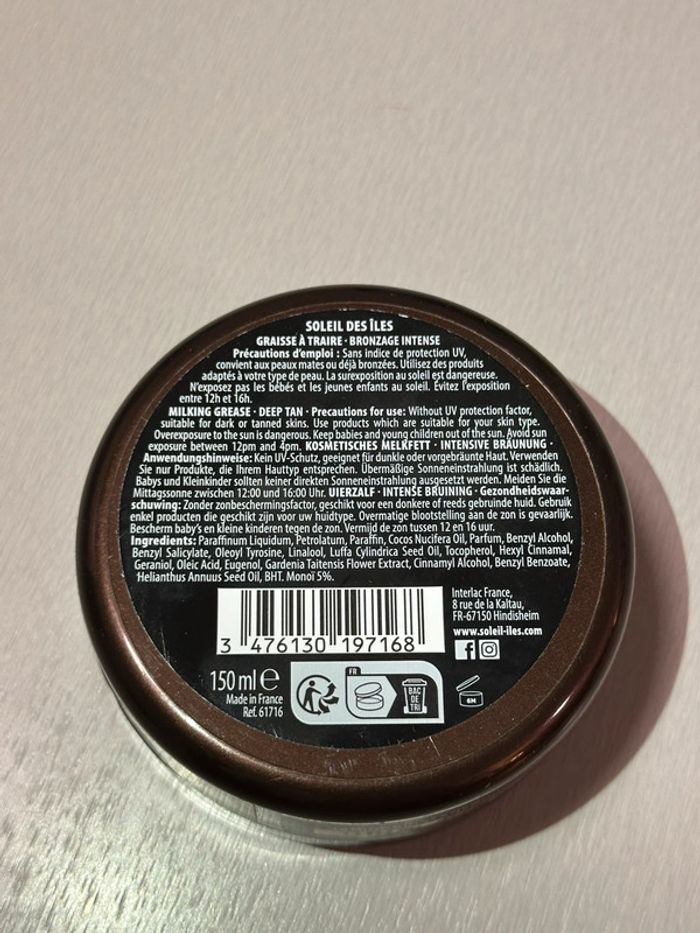 SOLEIL DES ÎLES
GRAISSE À TRAIRE · BRONZAGE INTENSE
Précautions d'emploi : Sans indice de protection UV,
convient aux peaux mates ou déjà bronzées. Utilisez des produits
adaptés à votre type de peau. La surexposition au soleil est dangereuse.
N'exposez pas les bébés et les jeunes enfants au soleil. Évitez l'exposition
entre 12h et 16h.
MILKING GREASE · DEEP TAN · Precautions for use: Without UV protection factor,
suitable for dark or tanned skins. Use products which are suitable for your skin type.
Overexposure to the sun is dangerous. Keep babies and young children out of the sun. Avoid sun
exposure between 12pm and 4pm. KOSMETISCHES MELKFETT · INTENSIVE BRÄUNUNG ·
Anwendungshinweise: Kein UV-Schutz, geeignet für dunkle oder vorgebräunte Haut. Verwenden
Sie nur Produkte, die Ihrem Hauttyp entsprechen. Übermäßige Sonneneinstrahlung ist schädlich.
Babys und Kleinkinder sollten keiner direkten Sonneneinstrahlung ausgesetzt werden. Meiden Sie die
Mittagssonne zwischen 12:00 und 16:00 Uhr. UIERZALF · INTENSE BRUINING · Gezondheidswaar-
schuwing: Zonder zonbeschermingsfactor, geschikt voor een donkere of reeds gebruinde huid. Gebruik
enkel producten die geschikt zijn voor uw huidtype. Overmatige blootstelling aan de zon is gevaarlijk.
Bescherm baby's en kleine kinderen tegen de zon. Vermijd de zon tussen 12 en 16 uur.
Ingredients: Paraffinum Liquidum, Petrolatum, Paraffin, Cocos Nucifera Oil, Parfum, Benzyl Alcohol,
Benzyl Salicylate, Oleoyl Tyrosine, Linalool, Luffa Cylindrica Seed Oil, Tocopherol, Hexyl Cinnamal,
Geraniol, Oleic Acid, Eugenol, Gardenia Taitensis Flower Extract, Cinnamyl Alcohol, Benzyl Benzoate,
Helianthus Annuus Seed Oil, BHT. Monoï 5%.
Interlac France,
8 rue de la Kaltau,
FR-67150 Hindisheim
www.soleil-iles.com
3 476130 197168
150 ml e
Made in France
Ref. 61716
FR
BAC
DE
TRI
6M